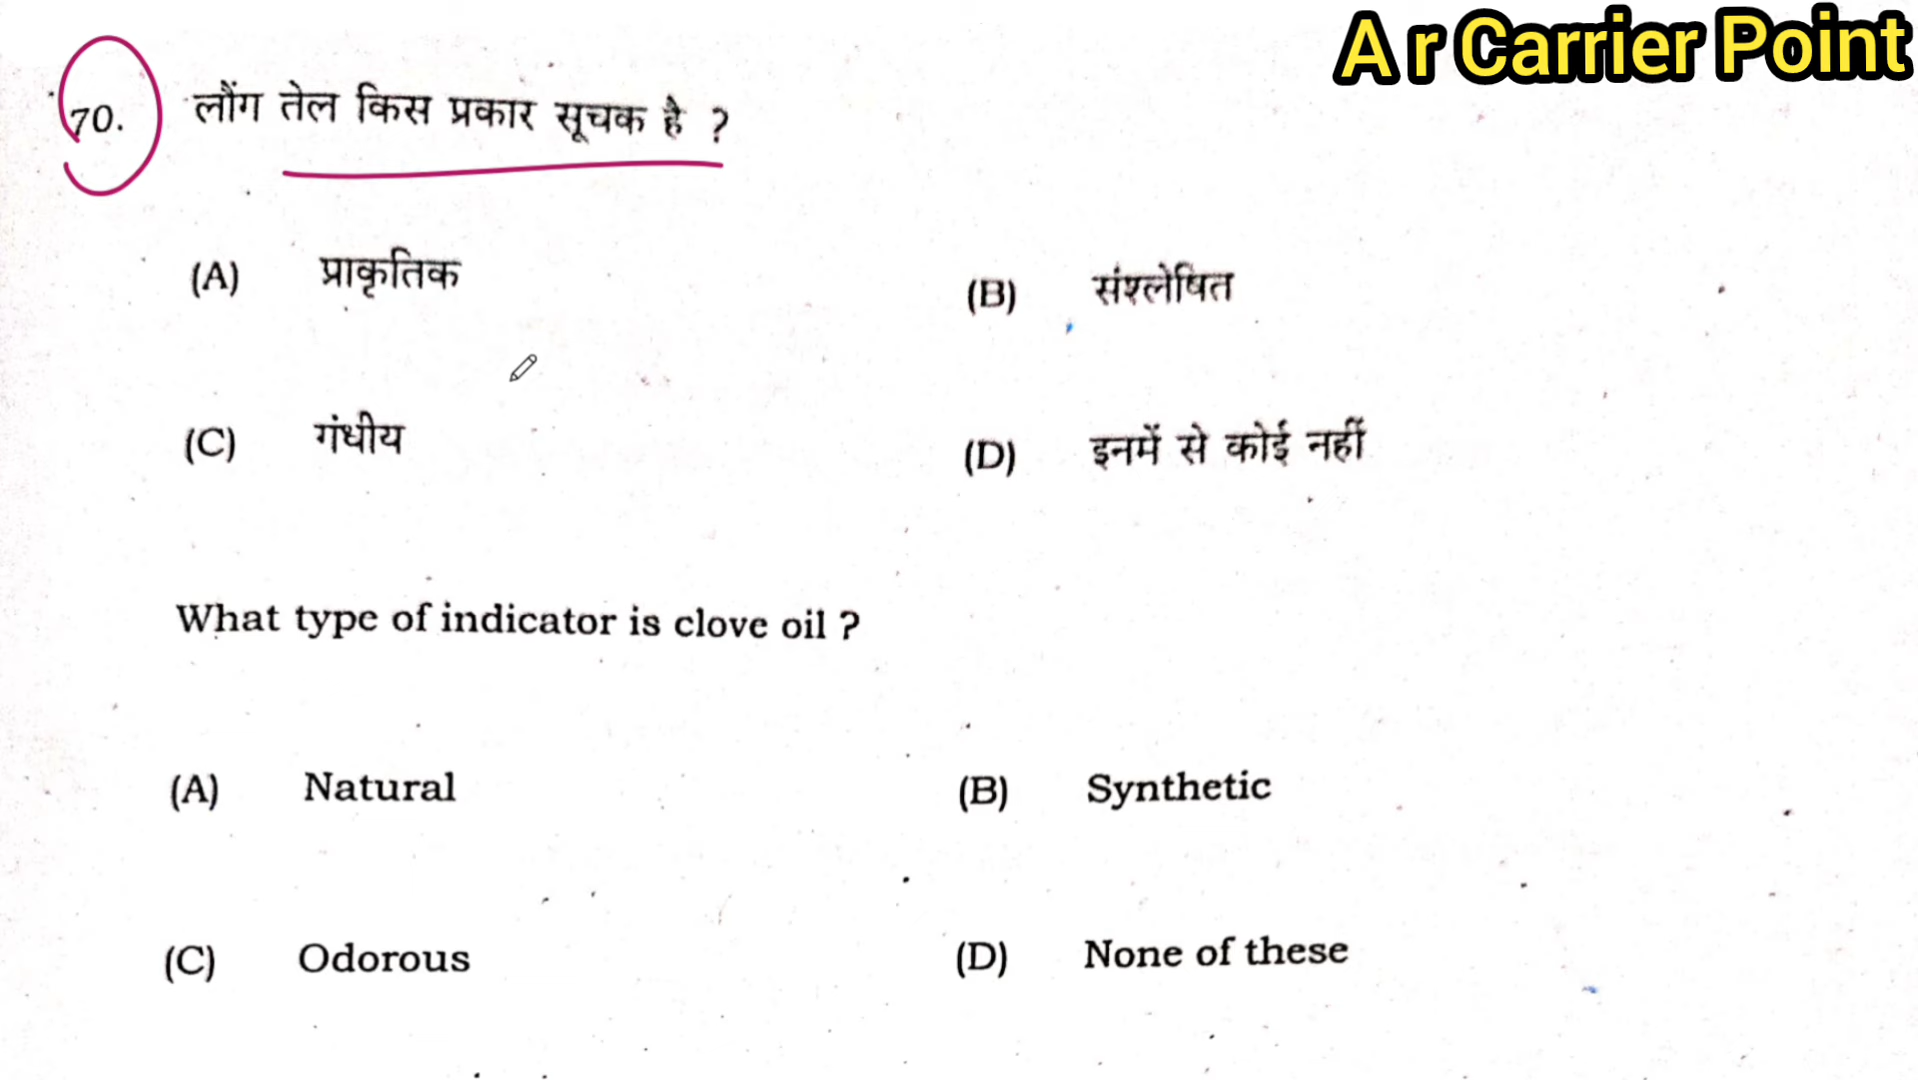 A r Carrier Point
70. लौंग तेल किस प्रकार सूचक है ?
(A) प्राकृतिक (B) संश्लेषित
(C) गंधीय (D) इनमें से कोई नहीं
What type of indicator is clove oil ?
(A) Natural (B) Synthetic
(C) Odorous (D) None of these